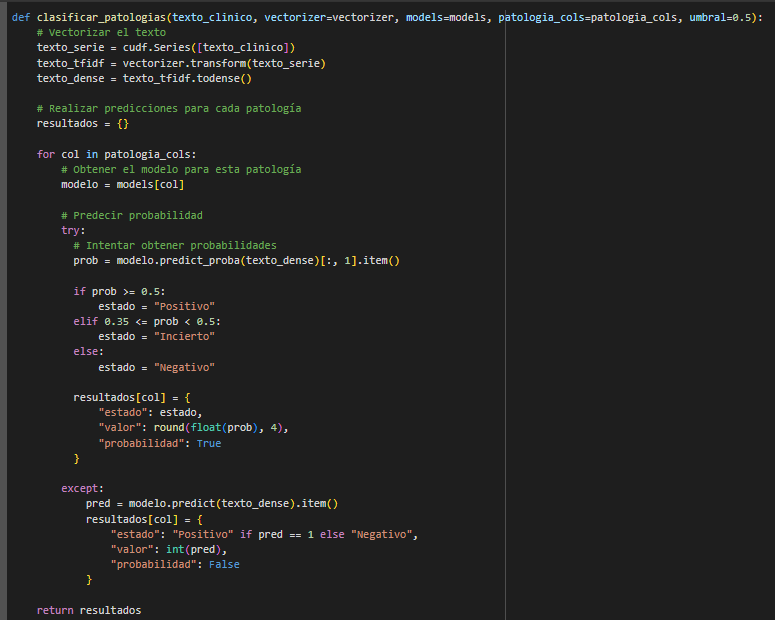 def clasificar_patologias(texto_clinico, vectorizer=vectorizer, models=models, patologia_cols=patologia_cols, umbral=0.5):
    # Vectorizar el texto
    texto_serie = cudf.Series([texto_clinico])
    texto_tfidf = vectorizer.transform(texto_serie)
    texto_dense = texto_tfidf.todense()

    # Realizar predicciones para cada patología
    resultados = {}

    for col in patologia_cols:
        # Obtener el modelo para esta patología
        modelo = models[col]

        # Predecir probabilidad
        try:
          # Intentar obtener probabilidades
          prob = modelo.predict_proba(texto_dense)[:, 1].item()

          if prob >= 0.5:
              estado = "Positivo"
          elif 0.35 <= prob < 0.5:
              estado = "Incierto"
          else:
              estado = "Negativo"

          resultados[col] = {
              "estado": estado,
              "valor": round(float(prob), 4),
              "probabilidad": True
          }

        except:
            pred = modelo.predict(texto_dense).item()
            resultados[col] = {
                "estado": "Positivo" if pred == 1 else "Negativo",
                "valor": int(pred),
                "probabilidad": False
            }

    return resultados